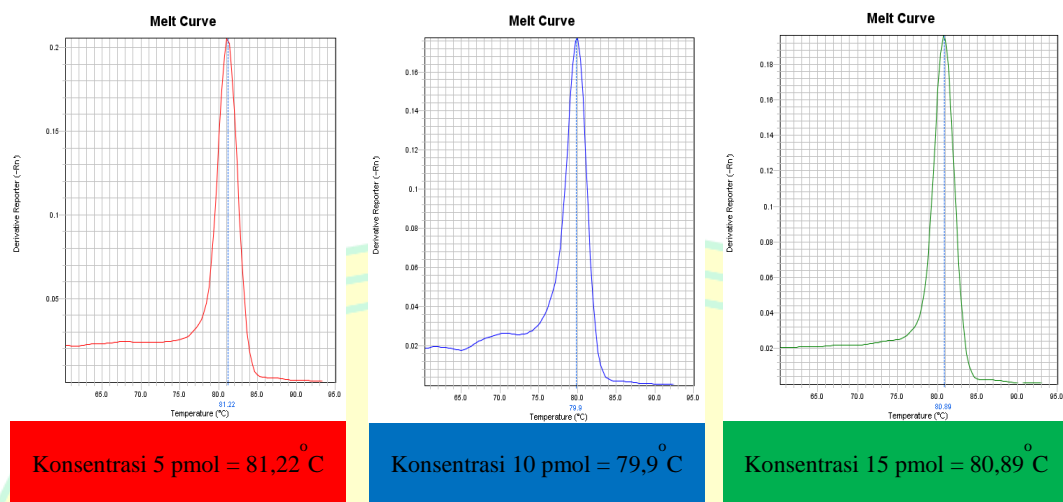 Melt Curve
0.2
0.15
0.1
0.05
Derivative Reporter (-Rn')
65.0 70.0 75.0 80.0 85.0 90.0 95.0
81.22
Temperature (°C)
Konsentrasi 5 pmol = 81,22°C
Melt Curve
0.16
0.14
0.12
0.1
0.08
0.06
0.04
0.02
Derivative Reporter (-Rn')
65.0 70.0 75.0 80.0 85.0 90.0 95.0
79.9
Temperature (°C)
Konsentrasi 10 pmol = 79,9°C
Melt Curve
0.18
0.16
0.14
0.12
0.1
0.08
0.06
0.04
0.02
Derivative Reporter (-Rn')
65.0 70.0 75.0 80.0 85.0 90.0 95.0
80.89
Temperature (°C)
Konsentrasi 15 pmol = 80,89°C